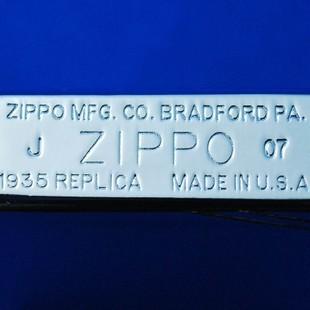 ZIPPO MFG. CO. BRADFORD PA.
J ZIPPO 07
1935 REPLICA MADE IN U.S.A